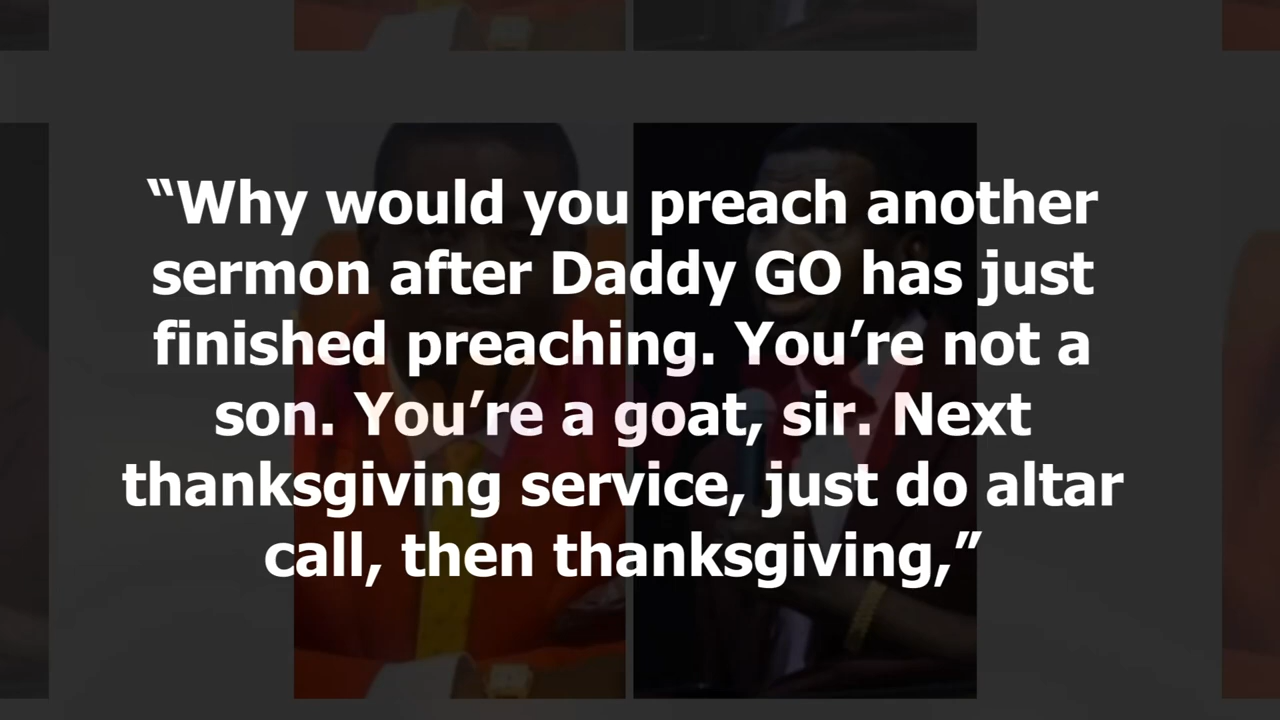 “Why would you preach another
sermon after Daddy GO has just
finished preaching. You’re not a
son. You’re a goat, sir. Next
thanksgiving service, just do altar
call, then thanksgiving,”